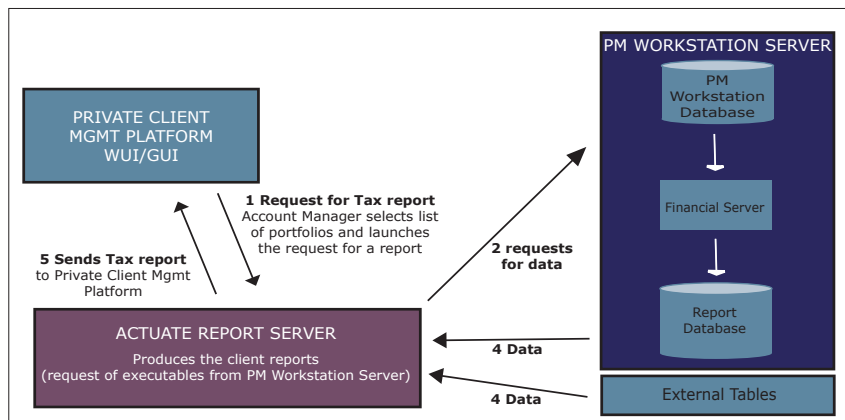 PM WORKSTATION SERVER
PM
Workstation
Database
Financial Server
Report
Database
External Tables
PRIVATE CLIENT
MGMT PLATFORM
WUI/GUI
1 Request for Tax report
Account Manager selects list
of portfolios and launches
the request for a report
2 requests
for data
5 Sends Tax report
to Private Client Mgmt
Platform
ACTUATE REPORT SERVER
Produces the client reports
(request of executables from PM Workstation Server)
4 Data
4 Data